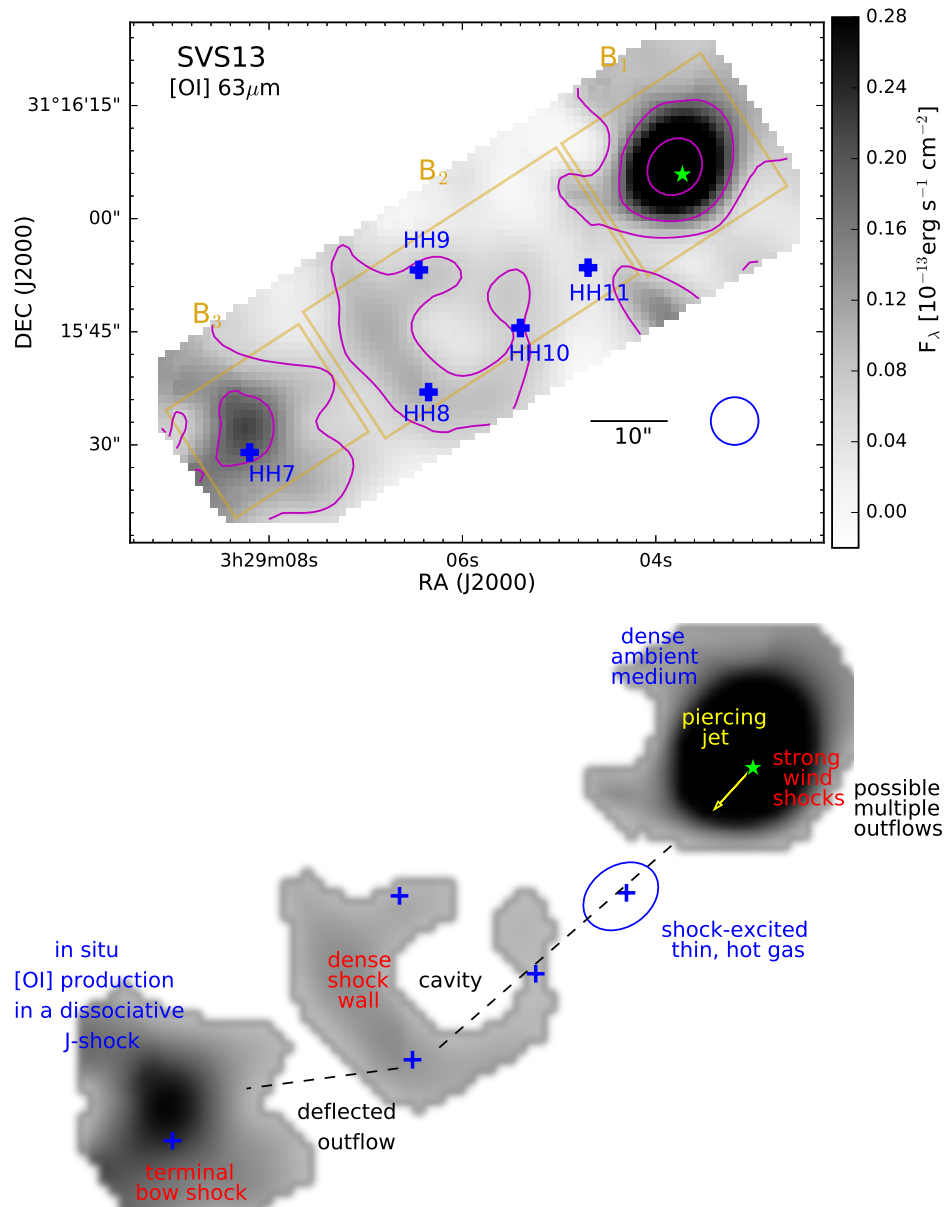 SVS13
[OI] 63μm
B₁
B₂
B₃
HH9
HH11
HH10
HH8
HH7
10"
31°16'15"
00"
15'45"
30"
DEC (J2000)
3h29m08s
06s
04s
RA (J2000)
0.28
0.24
0.20
0.16
0.12
0.08
0.04
0.00
F_λ [10⁻¹³erg s⁻¹ cm⁻²]
dense
ambient
medium
piercing
jet
strong
wind
shocks
possible
multiple
outflows
shock-excited
thin, hot gas
dense
shock
wall
cavity
in situ
[OI] production
in a dissociative
J-shock
deflected
outflow
terminal
bow shock